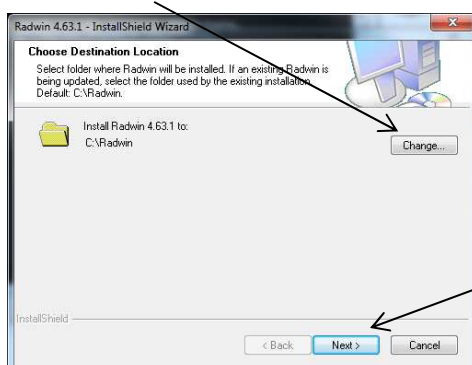 Radwin 4.63.1 - InstallShield Wizard
Choose Destination Location
Select folder where Radwin will be installed. If an existing Radwin is
being updated, select the folder used by the existing installation.
Default: C:\Radwin.
Install Radwin 4.63.1 to:
C:\Radwin
Change...
InstallShield
< Back
Next >
Cancel